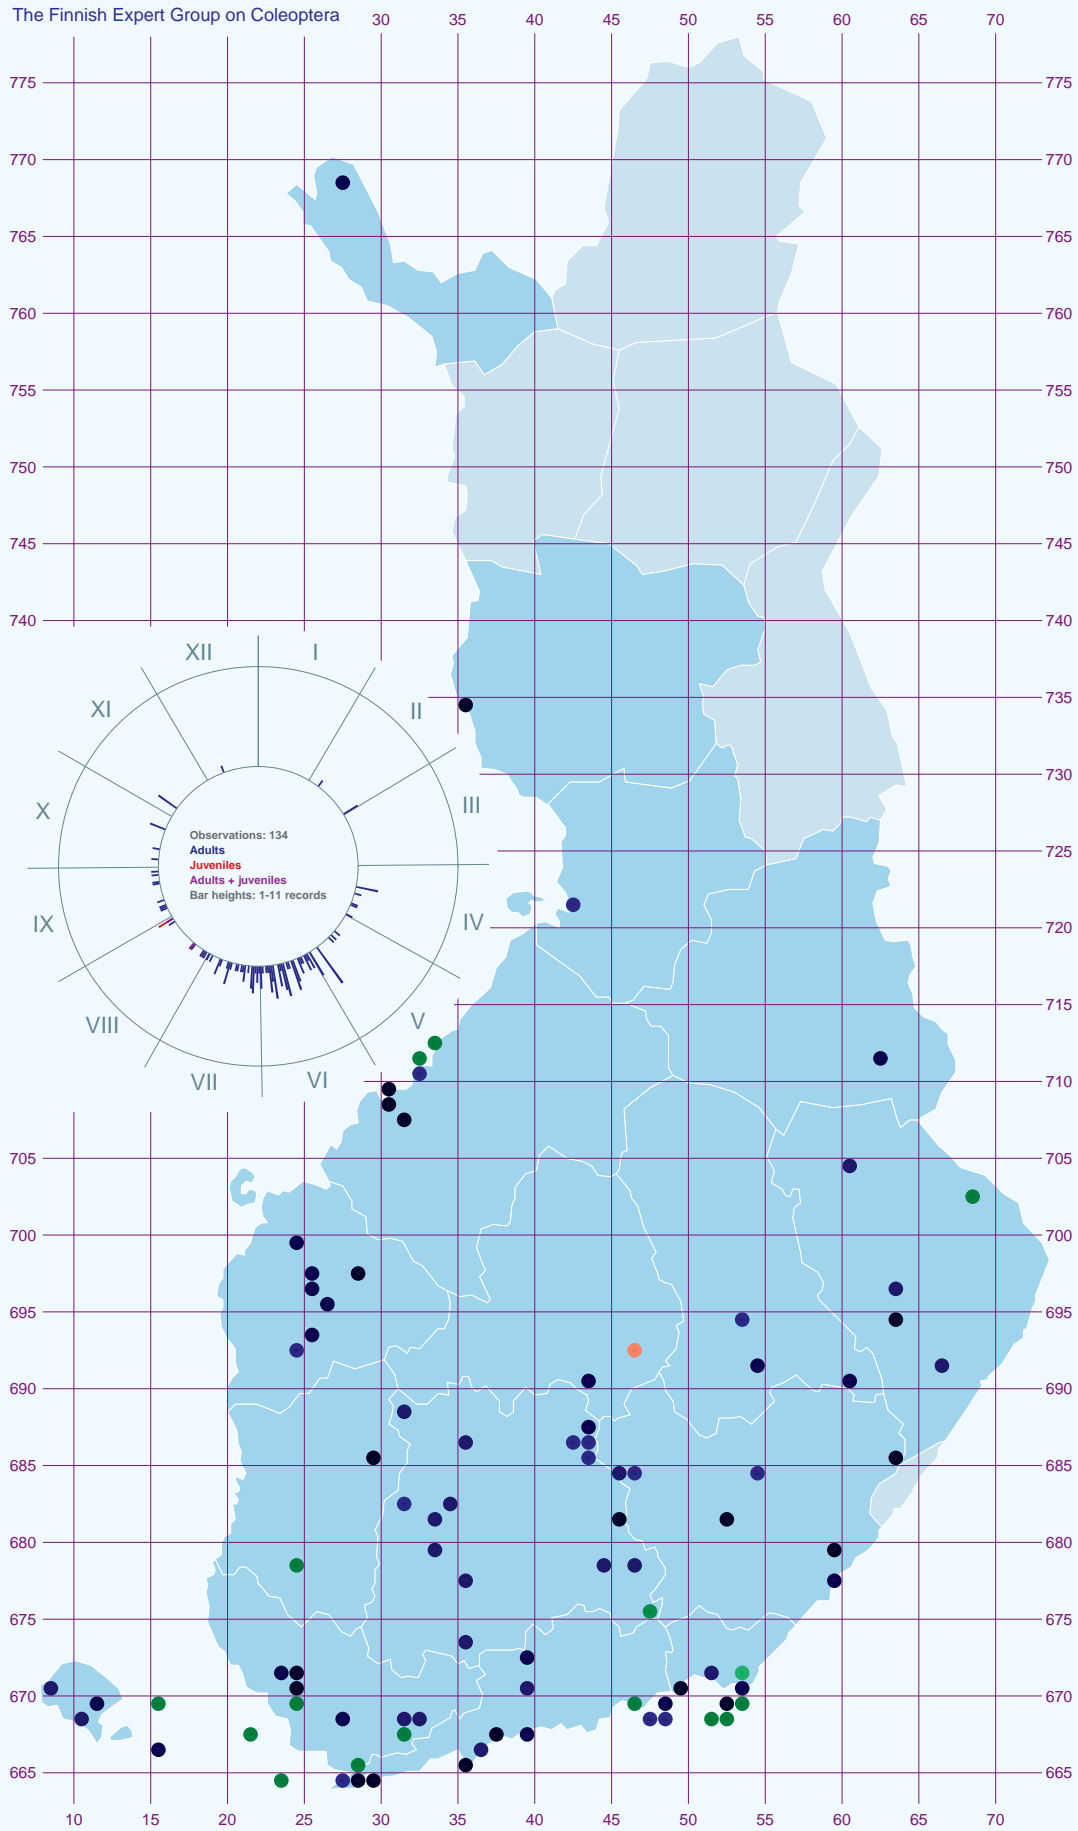 The Finnish Expert Group on Coleoptera
30 40 45 50 55 60 65 70
775 775
770 770
765 765
760 760
755 755
750 750
745 745
740 740
XII I
XI II
735
730
X III
Observations: 134
Adults
Juveniles
Adults + juveniles
Bar heights: 1-11 records
725
IX IV
720
715
VIII V
VII VI
710
705 705
700 700
695 695
690 690
685 685
680 680
675 675
670 670
665 665
10 15 20 25 30 35 40 45 50 55 60 65 70